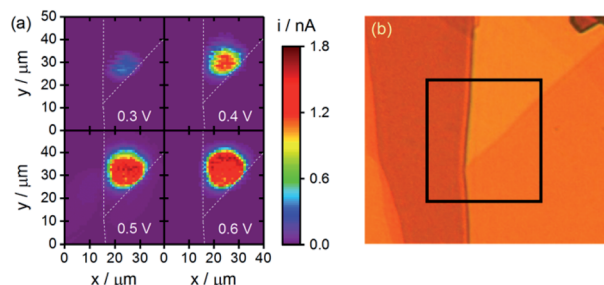 (a)
i / nA
(b)
50
40
30
20
10
0
y / μm
0.3 V
0.4 V
1.8
1.2
0.6
0.0
40
30
20
10
0
y / μm
0.5 V
0.6 V
0 10 20 30 0 10 20 30 40
x / μm
x / μm